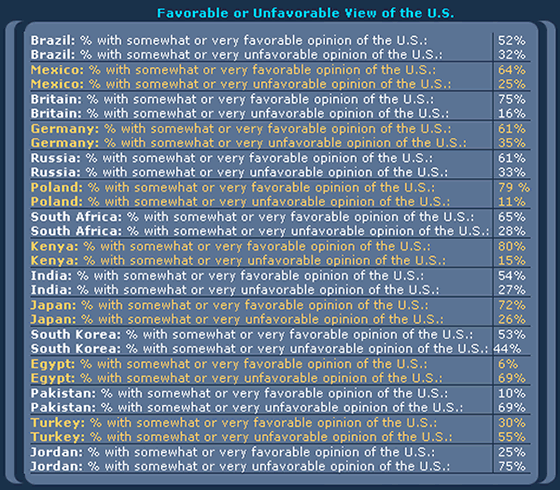 Favorable or Unfavorable View of the U.S.
Brazil: % with somewhat or very favorable opinion of the U.S.: 52%
Brazil: % with somewhat or very unfavorable opinion of the U.S.: 32%
Mexico: % with somewhat or very favorable opinion of the U.S.: 64%
Mexico: % with somewhat or very unfavorable opinion of the U.S.: 25%
Britain: % with somewhat or very favorable opinion of the U.S.: 75%
Britain: % with somewhat or very unfavorable opinion of the U.S.: 16%
Germany: % with somewhat or very favorable opinion of the U.S.: 61%
Germany: % with somewhat or very unfavorable opinion of the U.S.: 35%
Russia: % with somewhat or very favorable opinion of the U.S.: 61%
Russia: % with somewhat or very unfavorable opinion of the U.S.: 33%
Poland: % with somewhat or very favorable opinion of the U.S.: 79 %
Poland: % with somewhat or very unfavorable opinion of the U.S.: 11%
South Africa: % with somewhat or very favorable opinion of the U.S.: 65%
South Africa: % with somewhat or very unfavorable opinion of the U.S.: 28%
Kenya: % with somewhat or very favorable opinion of the U.S.: 80%
Kenya: % with somewhat or very unfavorable opinion of the U.S.: 15%
India: % with somewhat or very favorable opinion of the U.S.: 54%
India: % with somewhat or very unfavorable opinion of the U.S.: 27%
Japan: % with somewhat or very favorable opinion of the U.S.: 72%
Japan: % with somewhat or very unfavorable opinion of the U.S.: 26%
South Korea: % with somewhat or very favorable opinion of the U.S.: 53%
South Korea: % with somewhat or very unfavorable opinion of the U.S.: 44%
Egypt: % with somewhat or very favorable opinion of the U.S.: 6%
Egypt: % with somewhat or very unfavorable opinion of the U.S.: 69%
Pakistan: % with somewhat or very favorable opinion of the U.S.: 10%
Pakistan: % with somewhat or very unfavorable opinion of the U.S.: 69%
Turkey: % with somewhat or very favorable opinion of the U.S.: 30%
Turkey: % with somewhat or very unfavorable opinion of the U.S.: 55%
Jordan: % with somewhat or very favorable opinion of the U.S.: 25%
Jordan: % with somewhat or very unfavorable opinion of the U.S.: 75%